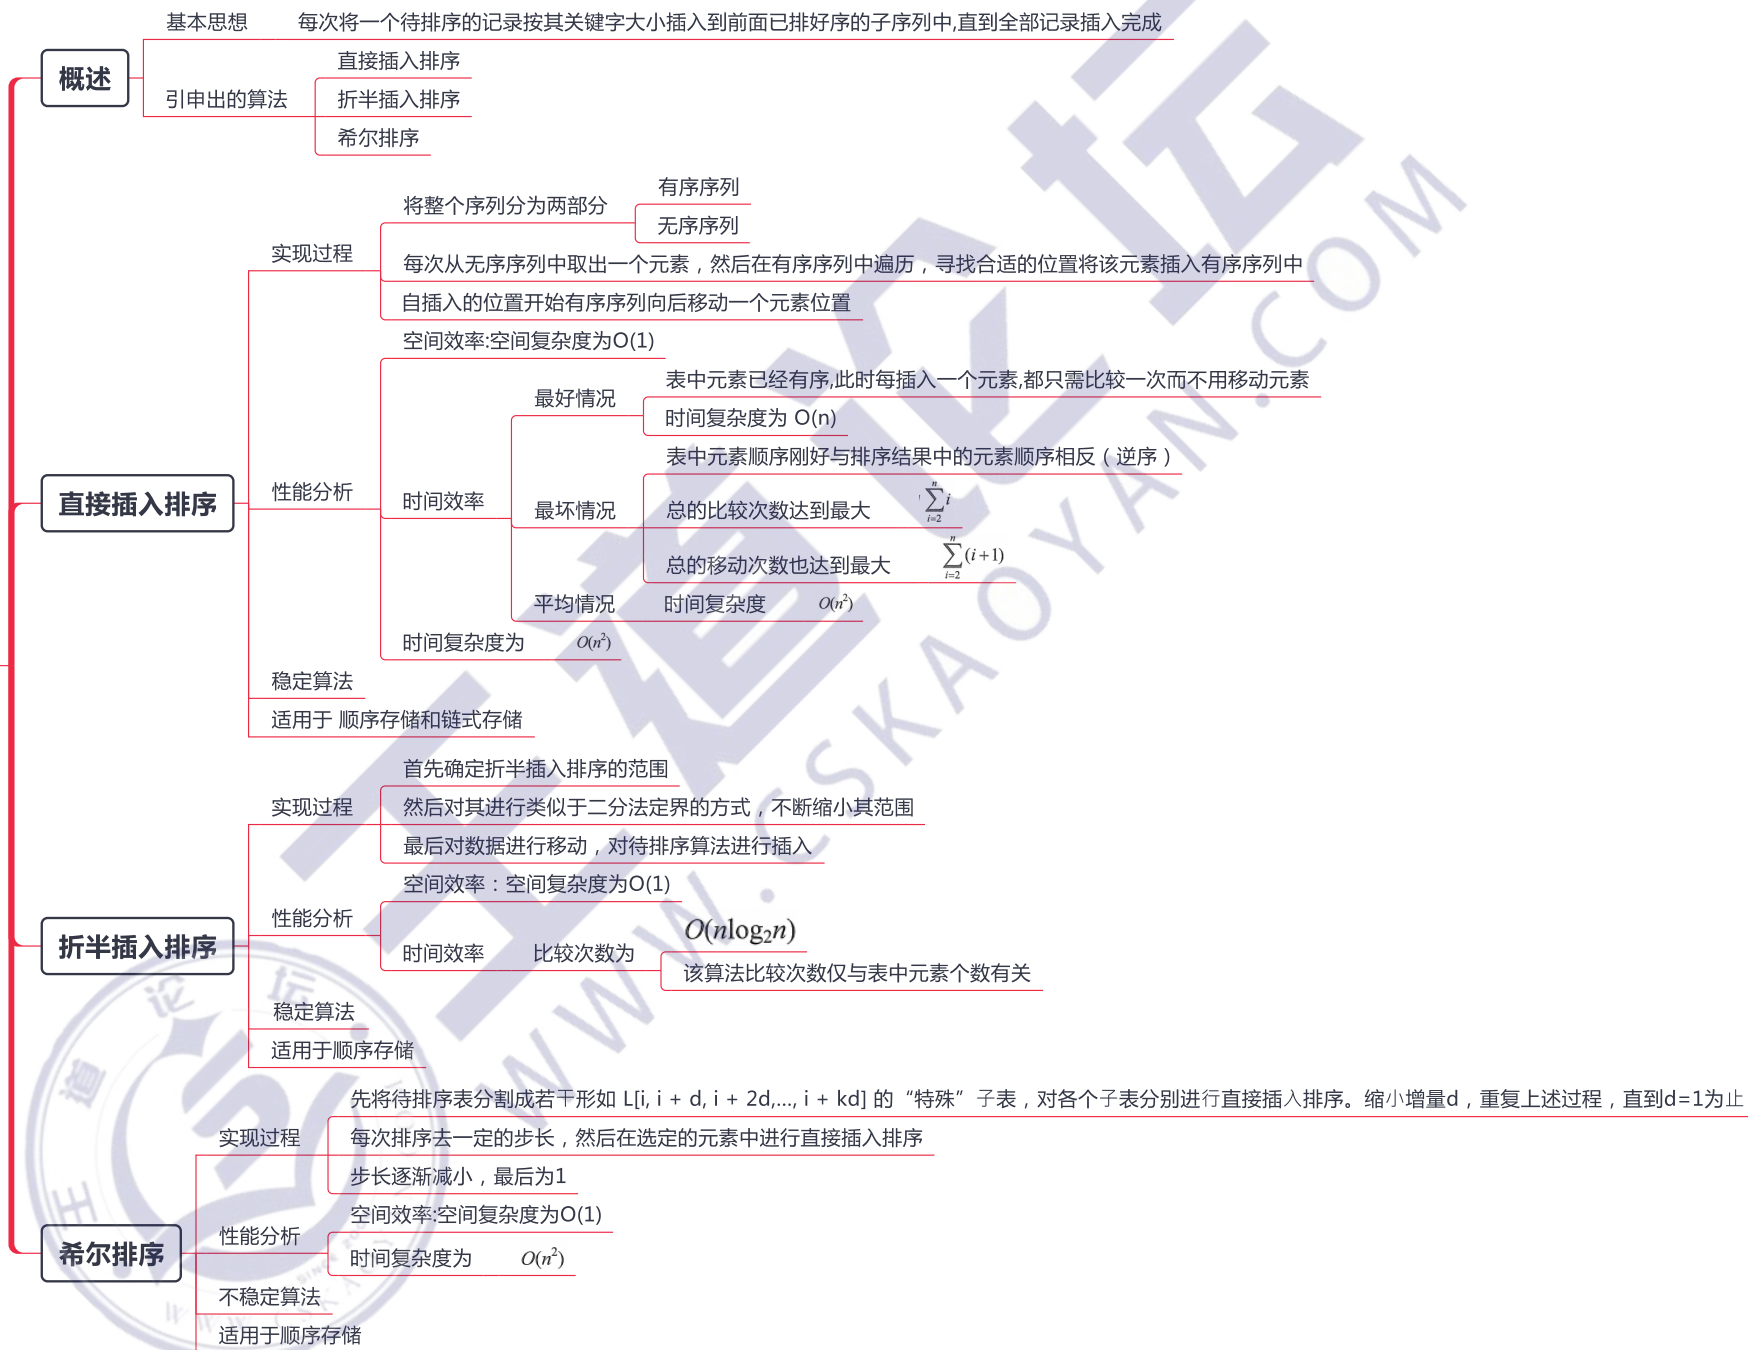 概述
基本思想
每次将一个待排序的记录按其关键字大小插入到前面已排好序的子序列中,直到全部记录插入完成
引申出的算法
直接插入排序
折半插入排序
希尔排序
直接插入排序
实现过程
将整个序列分为两部分
有序序列
无序序列
每次从无序序列中取出一个元素，然后在有序序列中遍历，寻找合适的位置将该元素插入有序序列中
自插入的位置开始有序序列向后移动一个元素位置
性能分析
空间效率:空间复杂度为O(1)
时间效率
最好情况
表中元素已经有序,此时每插入一个元素,都只需比较一次而不用移动元素
时间复杂度为 O(n)
最坏情况
表中元素顺序刚好与排序结果中的元素顺序相反（逆序）
总的比较次数达到最大 ∑_{i=2}^{n} i
总的移动次数也达到最大 ∑_{i=2}^{n} (i+1)
平均情况 时间复杂度 O(n²)
时间复杂度为 O(n²)
稳定算法
适用于 顺序存储和链式存储
折半插入排序
实现过程
首先确定折半插入排序的范围
然后对其进行类似于二分法定界的方式，不断缩小其范围
最后对数据进行移动，对待排序算法进行插入
性能分析
空间效率：空间复杂度为O(1)
时间效率
比较次数为
O(nlog₂n)
该算法比较次数仅与表中元素个数有关
稳定算法
适用于顺序存储
希尔排序
实现过程
先将待排序表分割成若干形如 L[i, i + d, i + 2d,..., i + kd] 的“特殊”子表，对各个子表分别进行直接插入排序。缩小增量d，重复上述过程，直到d=1为止
每次排序去一定的步长，然后在选定的元素中进行直接插入排序
步长逐渐减小，最后为1
性能分析
空间效率:空间复杂度为O(1)
时间复杂度为 O(n²)
不稳定算法
适用于顺序存储
王道论坛
WWW.CSKAOYAN.COM
王道论坛